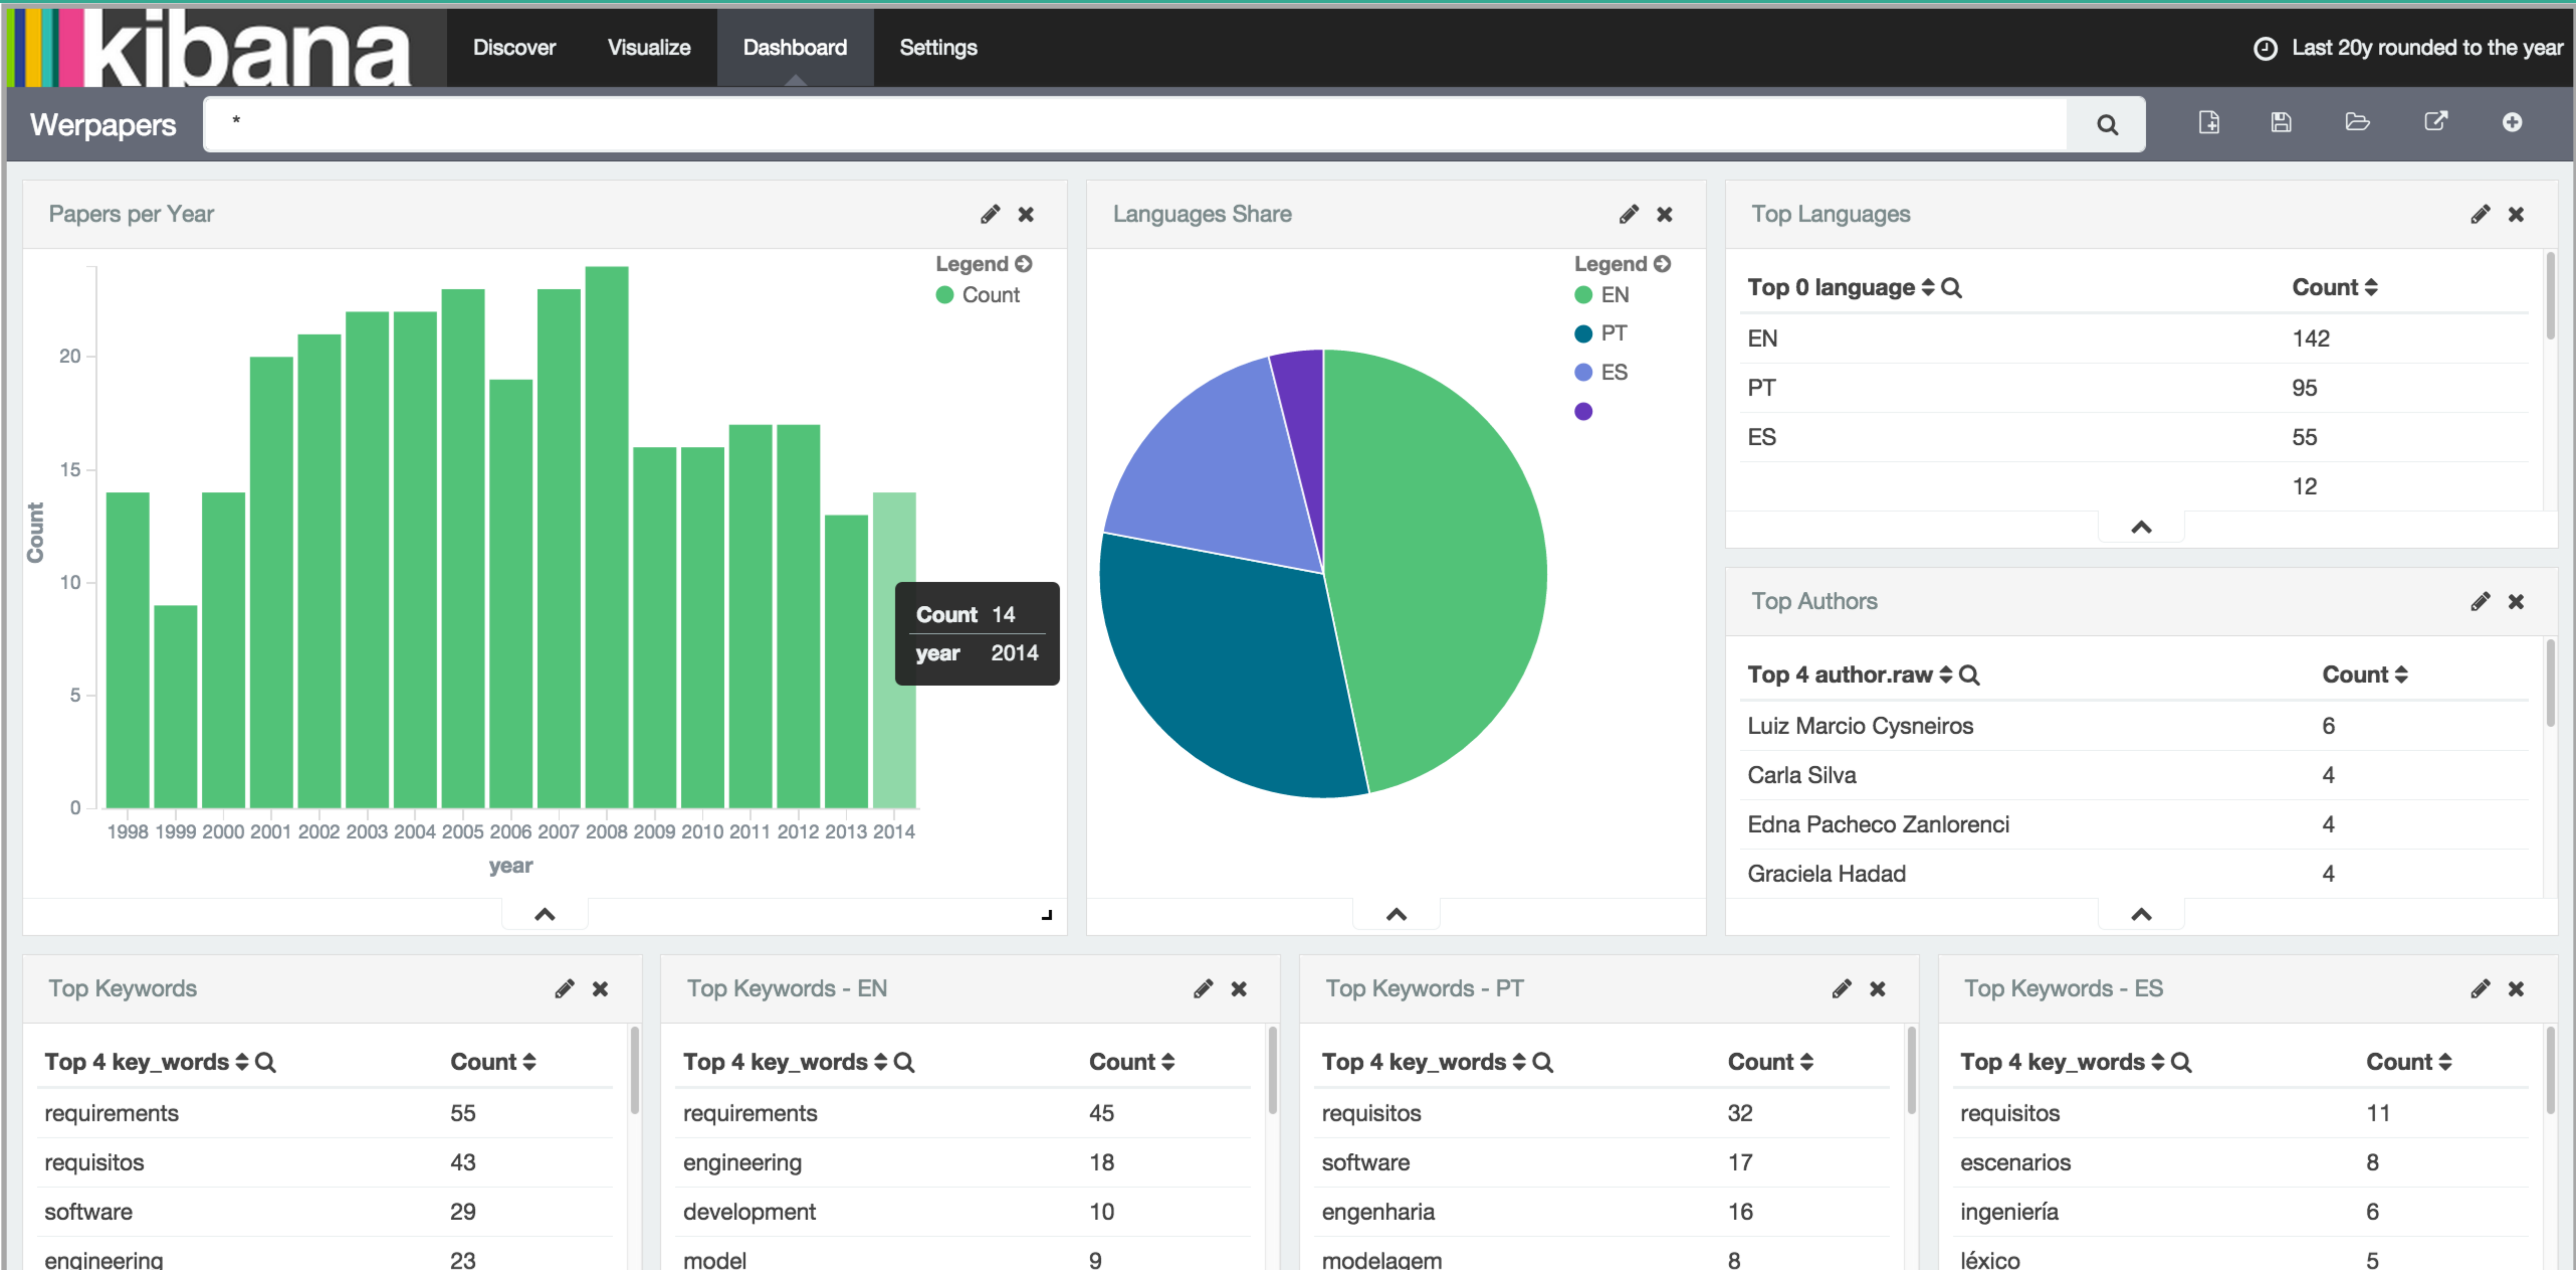 kibana Discover Visualize Dashboard Settings Last 20y rounded to the year
Werpapers *
Papers per Year
Legend
Count
20
15
10
5
0
Count
1998 1999 2000 2001 2002 2003 2004 2005 2006 2007 2008 2009 2010 2011 2012 2013 2014
year
Count 14
year 2014
Languages Share
Legend
EN
PT
ES
Top Languages
Top 0 language Count
EN 142
PT 95
ES 55
12
Top Authors
Top 4 author.raw Count
Luiz Marcio Cysneiros 6
Carla Silva 4
Edna Pacheco Zanlorenci 4
Graciela Hadad 4
Top Keywords
Top 4 key_words Count
requirements 55
requisitos 43
software 29
engineering 23
Top Keywords - EN
Top 4 key_words Count
requirements 45
engineering 18
development 10
model 9
Top Keywords - PT
Top 4 key_words Count
requisitos 32
software 17
engenharia 16
modelagem 8
Top Keywords - ES
Top 4 key_words Count
requisitos 11
escenarios 8
ingeniería 6
léxico 5